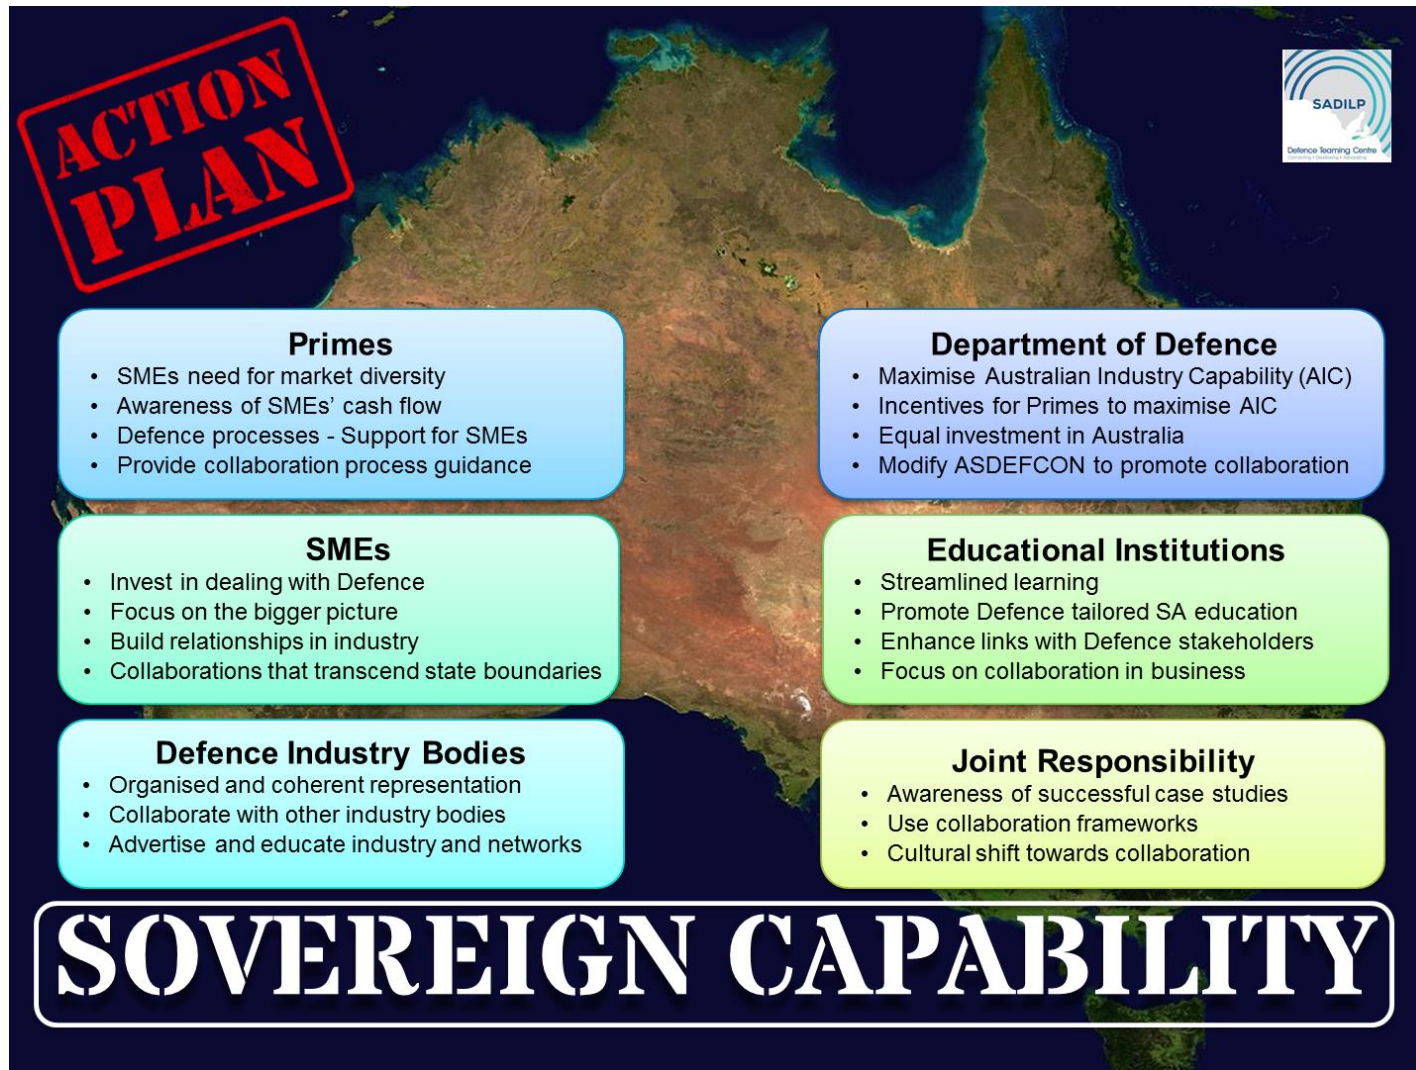 ACTION
PLAN
SADILP
Defence Teaming Centre
Primes
• SMEs need for market diversity
• Awareness of SMEs’ cash flow
• Defence processes - Support for SMEs
• Provide collaboration process guidance
Department of Defence
• Maximise Australian Industry Capability (AIC)
• Incentives for Primes to maximise AIC
• Equal investment in Australia
• Modify ASDEFCON to promote collaboration
SMEs
• Invest in dealing with Defence
• Focus on the bigger picture
• Build relationships in industry
• Collaborations that transcend state boundaries
Educational Institutions
• Streamlined learning
• Promote Defence tailored SA education
• Enhance links with Defence stakeholders
• Focus on collaboration in business
Defence Industry Bodies
• Organised and coherent representation
• Collaborate with other industry bodies
• Advertise and educate industry and networks
Joint Responsibility
• Awareness of successful case studies
• Use collaboration frameworks
• Cultural shift towards collaboration
SOVEREIGN CAPABILITY